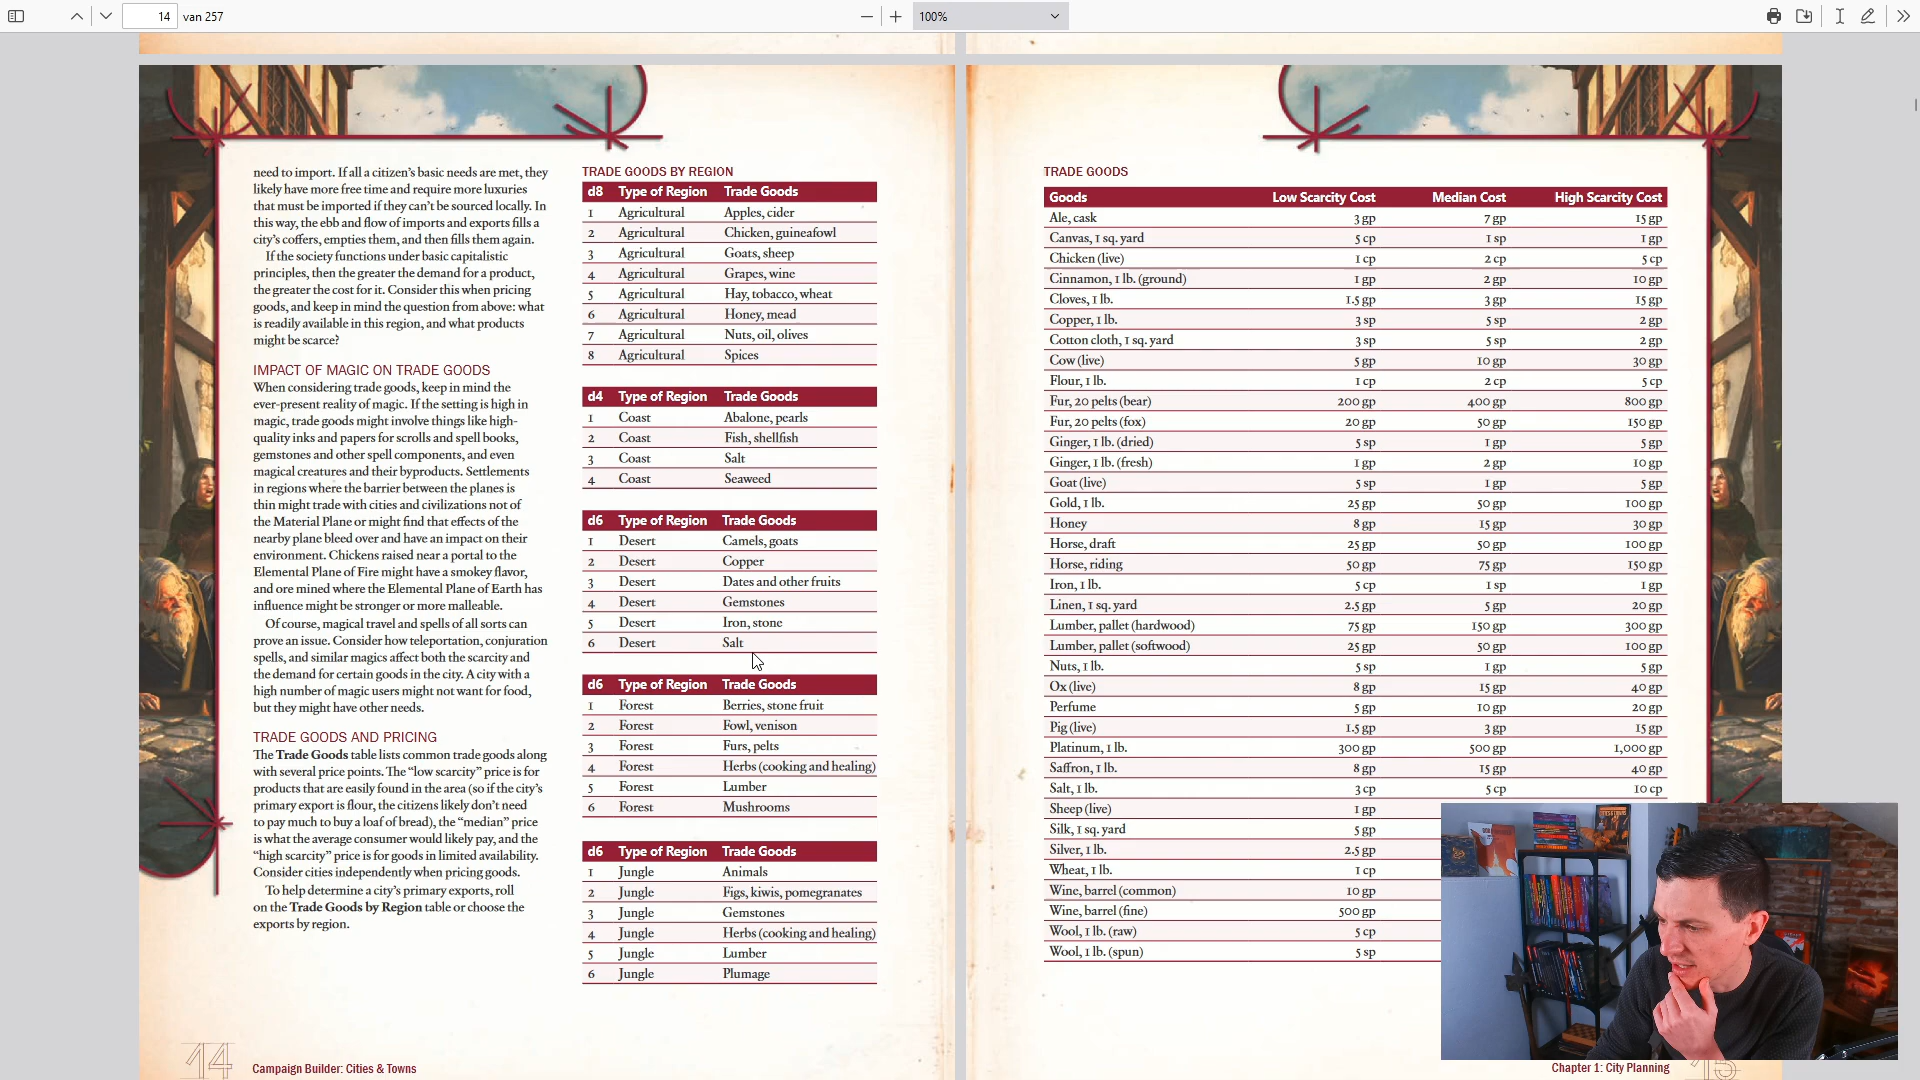 14 van 257
100%
need to import. If all a citizen's basic needs are met, they
likely have more free time and require more luxuries
that must be imported if they can't be sourced locally. In
this way, the ebb and flow of imports and exports fills a
city's coffers, empties them, and then fills them again.
If the society functions under basic capitalistic
principles, then the greater the demand for a product,
the greater the cost for it. Consider this when pricing
goods, and keep in mind the question from above: what
is readily available in this region, and what products
might be scarce?
IMPACT OF MAGIC ON TRADE GOODS
When considering trade goods, keep in mind the
ever-present reality of magic. If the setting is high in
magic, trade goods might involve things like high-
quality inks and papers for scrolls and spell books,
gemstones and other spell components, and even
magical creatures and their byproducts. Settlements
in regions where the barrier between the planes is
thin might trade with cities and civilizations not of
the Material Plane or might find that effects of the
nearby plane bleed over and have an impact on their
environment. Chickens raised near a portal to the
Elemental Plane of Fire might have a smokey flavor,
and ore mined where the Elemental Plane of Earth has
influence might be stronger or more malleable.
Of course, magical travel and spells of all sorts can
prove an issue. Consider how teleportation, conjuration
spells, and similar magics affect both the scarcity and
the demand for certain goods in the city. A city with a
high number of magic users might not want for food,
but they might have other needs.
TRADE GOODS AND PRICING
The Trade Goods table lists common trade goods along
with several price points. The "low scarcity" price is for
products that are easily found in the area (so if the city's
primary export is flour, the citizens likely don't need
to pay much to buy a loaf of bread), the "median" price
is what the average consumer would likely pay, and the
"high scarcity" price is for goods in limited availability.
Consider cities independently when pricing goods.
To help determine a city's primary exports, roll
on the Trade Goods by Region table or choose the
exports by region.
TRADE GOODS BY REGION
d8 Type of Region Trade Goods
1 Agricultural Apples, cider
2 Agricultural Chicken, guineafowl
3 Agricultural Goats, sheep
4 Agricultural Grapes, wine
5 Agricultural Hay, tobacco, wheat
6 Agricultural Honey, mead
7 Agricultural Nuts, oil, olives
8 Agricultural Spices
d4 Type of Region Trade Goods
1 Coast Abalone, pearls
2 Coast Fish, shellfish
3 Coast Salt
4 Coast Seaweed
d6 Type of Region Trade Goods
1 Desert Camels, goats
2 Desert Copper
3 Desert Dates and other fruits
4 Desert Gemstones
5 Desert Iron, stone
6 Desert Salt
d6 Type of Region Trade Goods
1 Forest Berries, stone fruit
2 Forest Fowl, venison
3 Forest Furs, pelts
4 Forest Herbs (cooking and healing)
5 Forest Lumber
6 Forest Mushrooms
d6 Type of Region Trade Goods
1 Jungle Animals
2 Jungle Figs, kiwis, pomegranates
3 Jungle Gemstones
4 Jungle Herbs (cooking and healing)
5 Jungle Lumber
6 Jungle Plumage
14 Campaign Builder: Cities & Towns
TRADE GOODS
Goods Low Scarcity Cost Median Cost High Scarcity Cost
Ale, cask 3 gp 7 gp 15 gp
Canvas, 1 sq. yard 5 cp 1 sp 1 gp
Chicken (live) 1 cp 2 cp 5 cp
Cinnamon, 1 lb. (ground) 1 gp 2 gp 10 gp
Cloves, 1 lb. 1.5 gp 3 gp 15 gp
Copper, 1 lb. 3 sp 5 sp 2 gp
Cotton cloth, 1 sq. yard 3 sp 5 sp 2 gp
Cow (live) 5 gp 10 gp 30 gp
Flour, 1 lb. 1 cp 2 cp 5 cp
Fur, 20 pelts (bear) 200 gp 400 gp 800 gp
Fur, 20 pelts (fox) 20 gp 50 gp 150 gp
Ginger, 1 lb. (dried) 5 sp 1 gp 5 gp
Ginger, 1 lb. (fresh) 1 gp 2 gp 10 gp
Goat (live) 5 sp 1 gp 5 gp
Gold, 1 lb. 25 gp 50 gp 100 gp
Honey 8 gp 15 gp 30 gp
Horse, draft 25 gp 50 gp 100 gp
Horse, riding 50 gp 75 gp 150 gp
Iron, 1 lb. 5 cp 1 sp 1 gp
Linen, 1 sq. yard 2.5 gp 5 gp 20 gp
Lumber, pallet (hardwood) 75 gp 150 gp 300 gp
Lumber, pallet (softwood) 25 gp 50 gp 100 gp
Nuts, 1 lb. 5 sp 1 gp 5 gp
Ox (live) 8 gp 15 gp 40 gp
Perfume 5 gp 10 gp 20 gp
Pig (live) 1.5 gp 3 gp 15 gp
Platinum, 1 lb. 300 gp 500 gp 1,000 gp
Saffron, 1 lb. 8 gp 15 gp 40 gp
Salt, 1 lb. 3 cp 5 cp 10 cp
Sheep (live) 1 gp
Silk, 1 sq. yard 5 gp
Silver, 1 lb. 2.5 gp
Wheat, 1 lb. 1 cp
Wine, barrel (common) 10 gp
Wine, barrel (fine) 500 gp
Wool, 1 lb. (raw) 5 cp
Wool, 1 lb. (spun) 5 sp
Chapter 1: City Planning 15